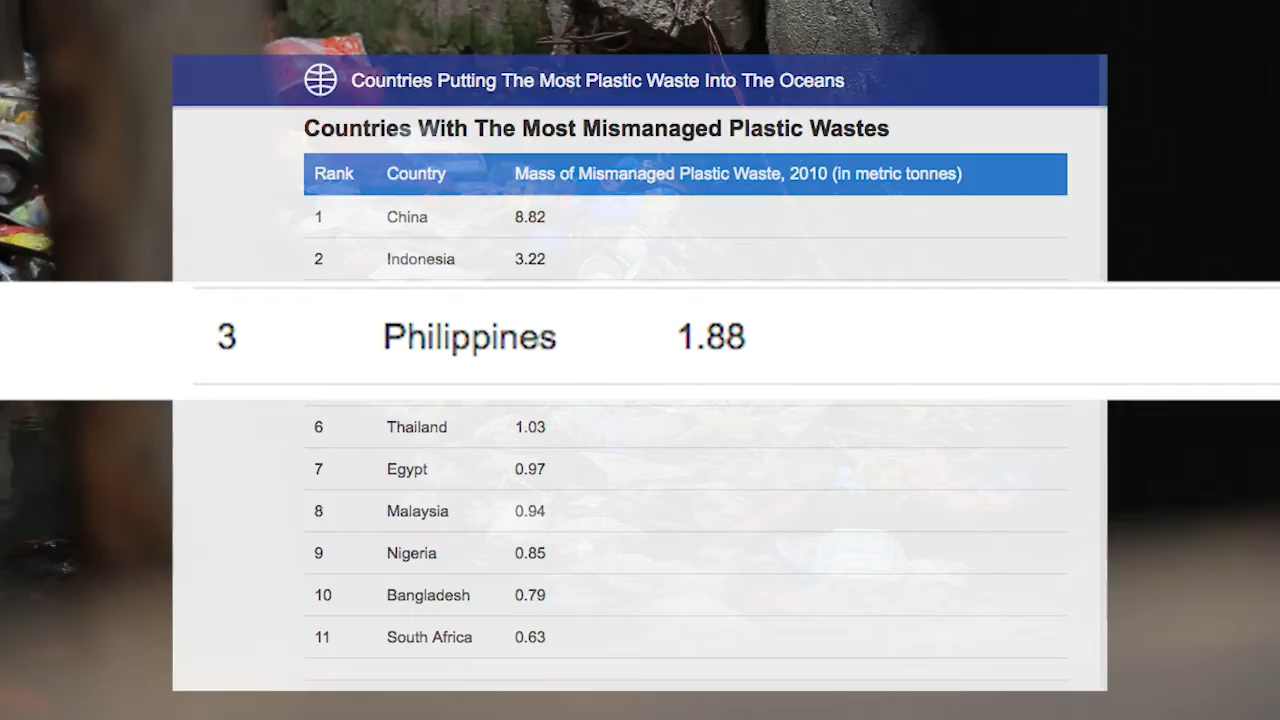 Countries Putting The Most Plastic Waste Into The Oceans
Countries With The Most Mismanaged Plastic Wastes
Rank Country Mass of Mismanaged Plastic Waste, 2010 (in metric tonnes)
1 China 8.82
2 Indonesia 3.22
3 Philippines 1.88
6 Thailand 1.03
7 Egypt 0.97
8 Malaysia 0.94
9 Nigeria 0.85
10 Bangladesh 0.79
11 South Africa 0.63